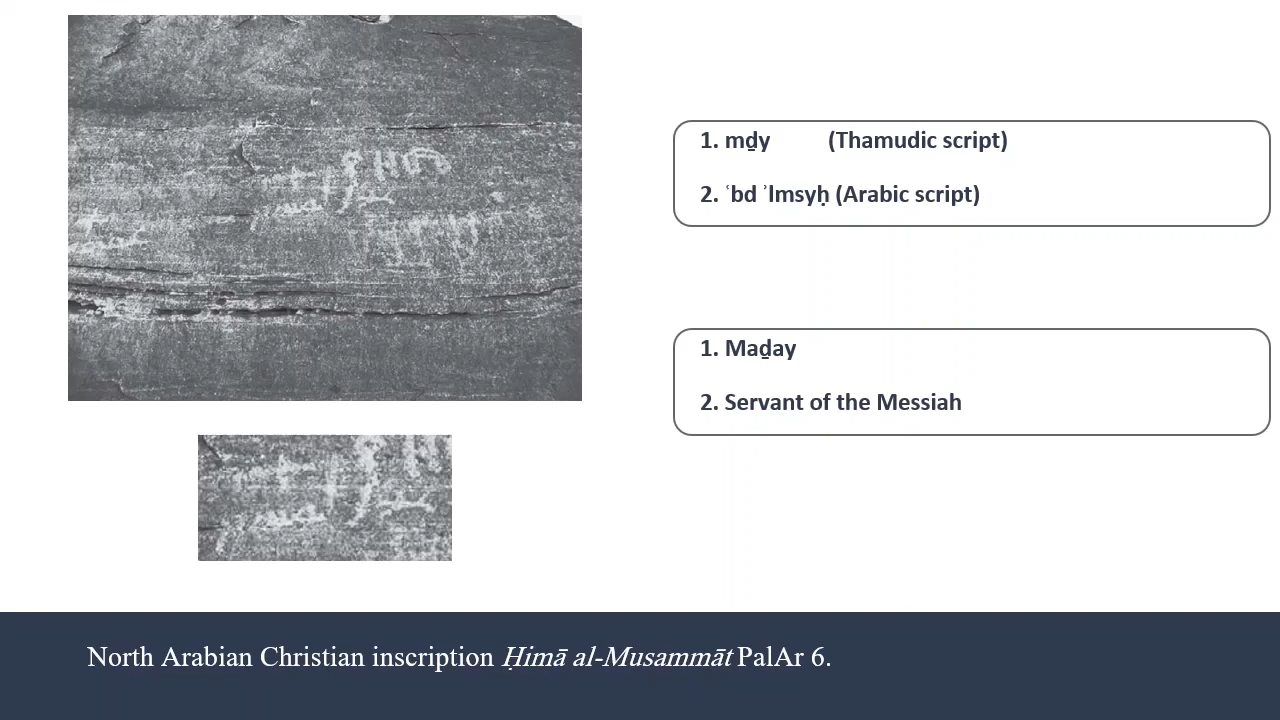 1. mḏy (Thamudic script)
2. ʿbd ʾlmsyḥ (Arabic script)
1. Maḏay
2. Servant of the Messiah
North Arabian Christian inscription Ḥimā al-Musammāt PalAr 6.